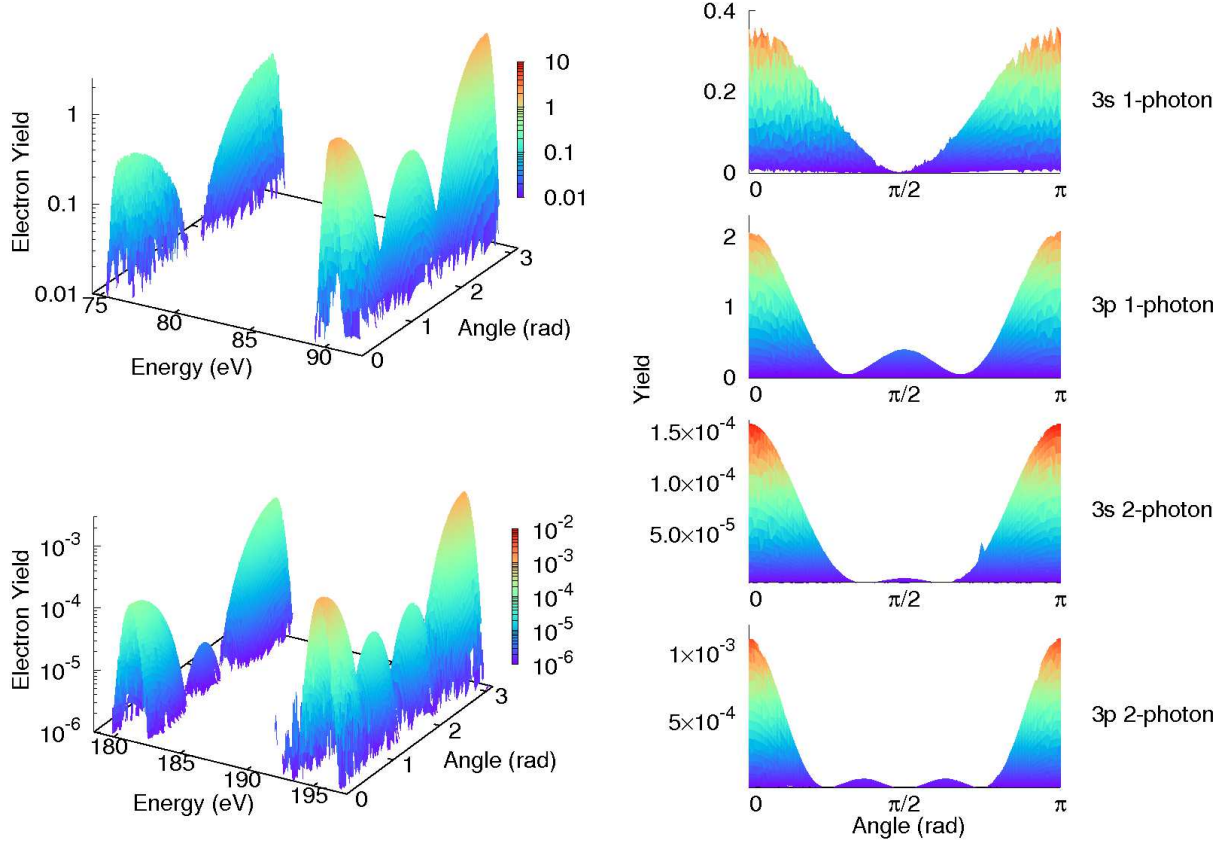 Electron Yield
1
0.1
0.01
75
80
85
90
Energy (eV)
0
1
2
3
Angle (rad)
10
1
0.1
0.01
Electron Yield
10⁻³
10⁻⁴
10⁻⁵
10⁻⁶
180
185
190
195
Energy (eV)
0
1
2
3
Angle (rad)
10⁻²
10⁻³
10⁻⁴
10⁻⁵
10⁻⁶
Yield
0.4
0.2
0
0
π/2
π
3s 1-photon
2
1
0
0
π/2
π
3p 1-photon
1.5×10⁻⁴
1.0×10⁻⁴
5.0×10⁻⁵
0
π/2
π
3s 2-photon
1×10⁻³
5×10⁻⁴
0
π/2
π
3p 2-photon
Angle (rad)